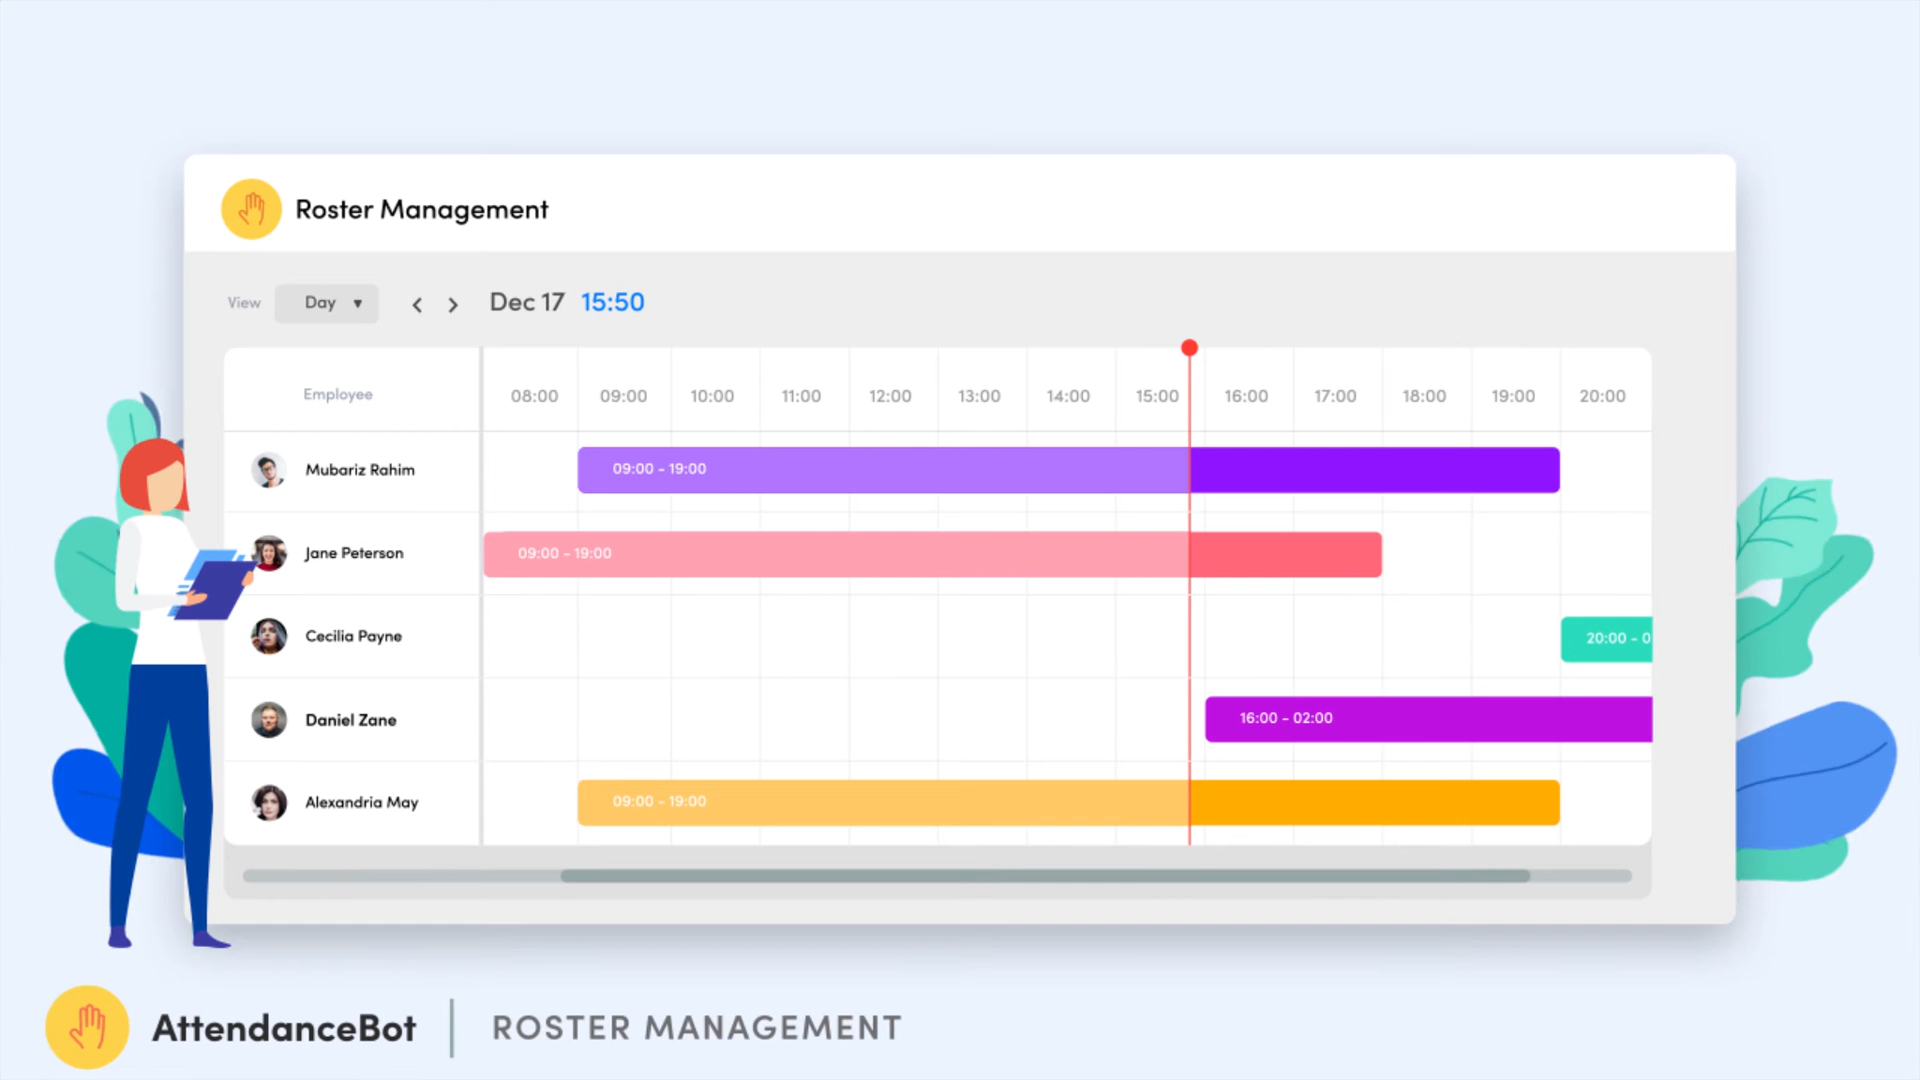 Roster Management
View Day Dec 17 15:50
Employee 08:00 09:00 10:00 11:00 12:00 13:00 14:00 15:00 16:00 17:00 18:00 19:00 20:00
Mubariz Rahim 09:00 - 19:00
Jane Peterson 09:00 - 19:00
Cecilia Payne 20:00 - 0
Daniel Zane 16:00 - 02:00
Alexandria May 09:00 - 19:00
AttendanceBot ROSTER MANAGEMENT